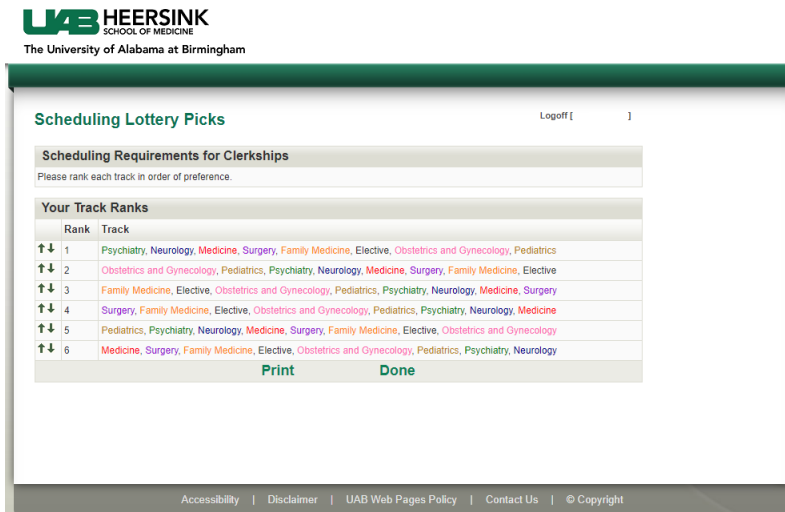 UAB HEERSINK
SCHOOL OF MEDICINE
The University of Alabama at Birmingham
Scheduling Lottery Picks
Logoff [ ]
Scheduling Requirements for Clerkships
Please rank each track in order of preference.
Your Track Ranks
Rank Track
1 Psychiatry, Neurology, Medicine, Surgery, Family Medicine, Elective, Obstetrics and Gynecology, Pediatrics
2 Obstetrics and Gynecology, Pediatrics, Psychiatry, Neurology, Medicine, Surgery, Family Medicine, Elective
3 Family Medicine, Elective, Obstetrics and Gynecology, Pediatrics, Psychiatry, Neurology, Medicine, Surgery
4 Surgery, Family Medicine, Elective, Obstetrics and Gynecology, Pediatrics, Psychiatry, Neurology, Medicine
5 Pediatrics, Psychiatry, Neurology, Medicine, Surgery, Family Medicine, Elective, Obstetrics and Gynecology
6 Medicine, Surgery, Family Medicine, Elective, Obstetrics and Gynecology, Pediatrics, Psychiatry, Neurology
Print Done
Accessibility | Disclaimer | UAB Web Pages Policy | Contact Us | © Copyright